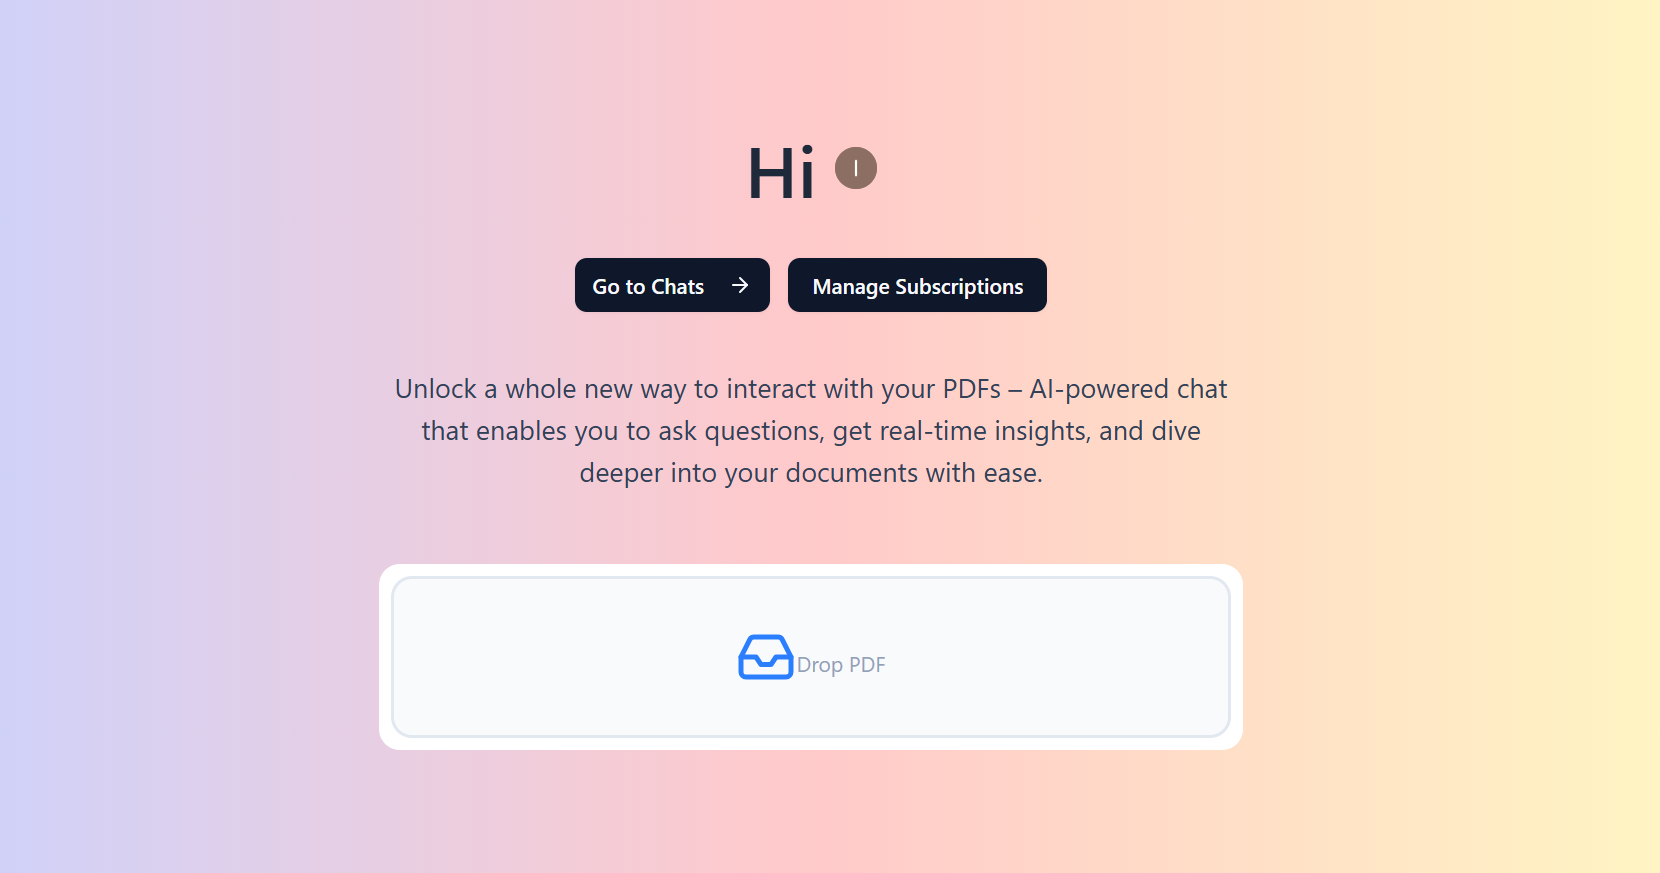 Hi I
Go to Chats Manage Subscriptions
Unlock a whole new way to interact with your PDFs – AI-powered chat
that enables you to ask questions, get real-time insights, and dive
deeper into your documents with ease.
Drop PDF